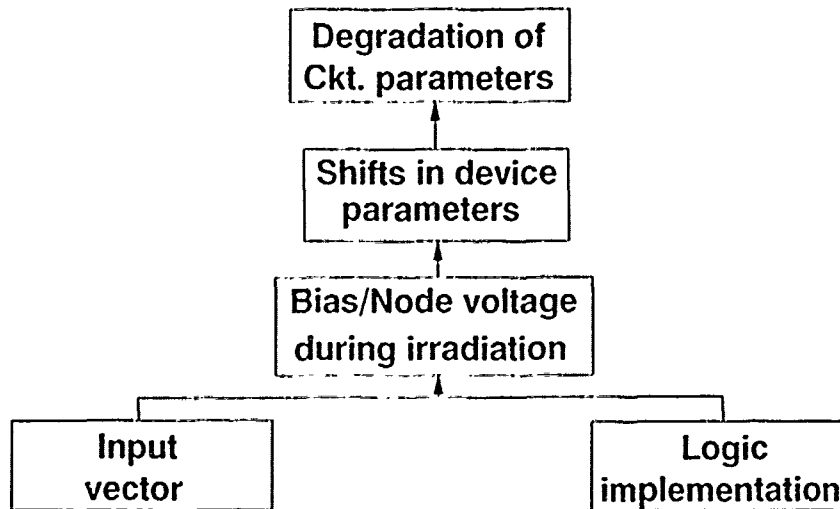 Degradation of
Ckt. parameters
Shifts in device
parameters
Bias/Node voltage
during irradiation
Input
vector
Logic
implementation